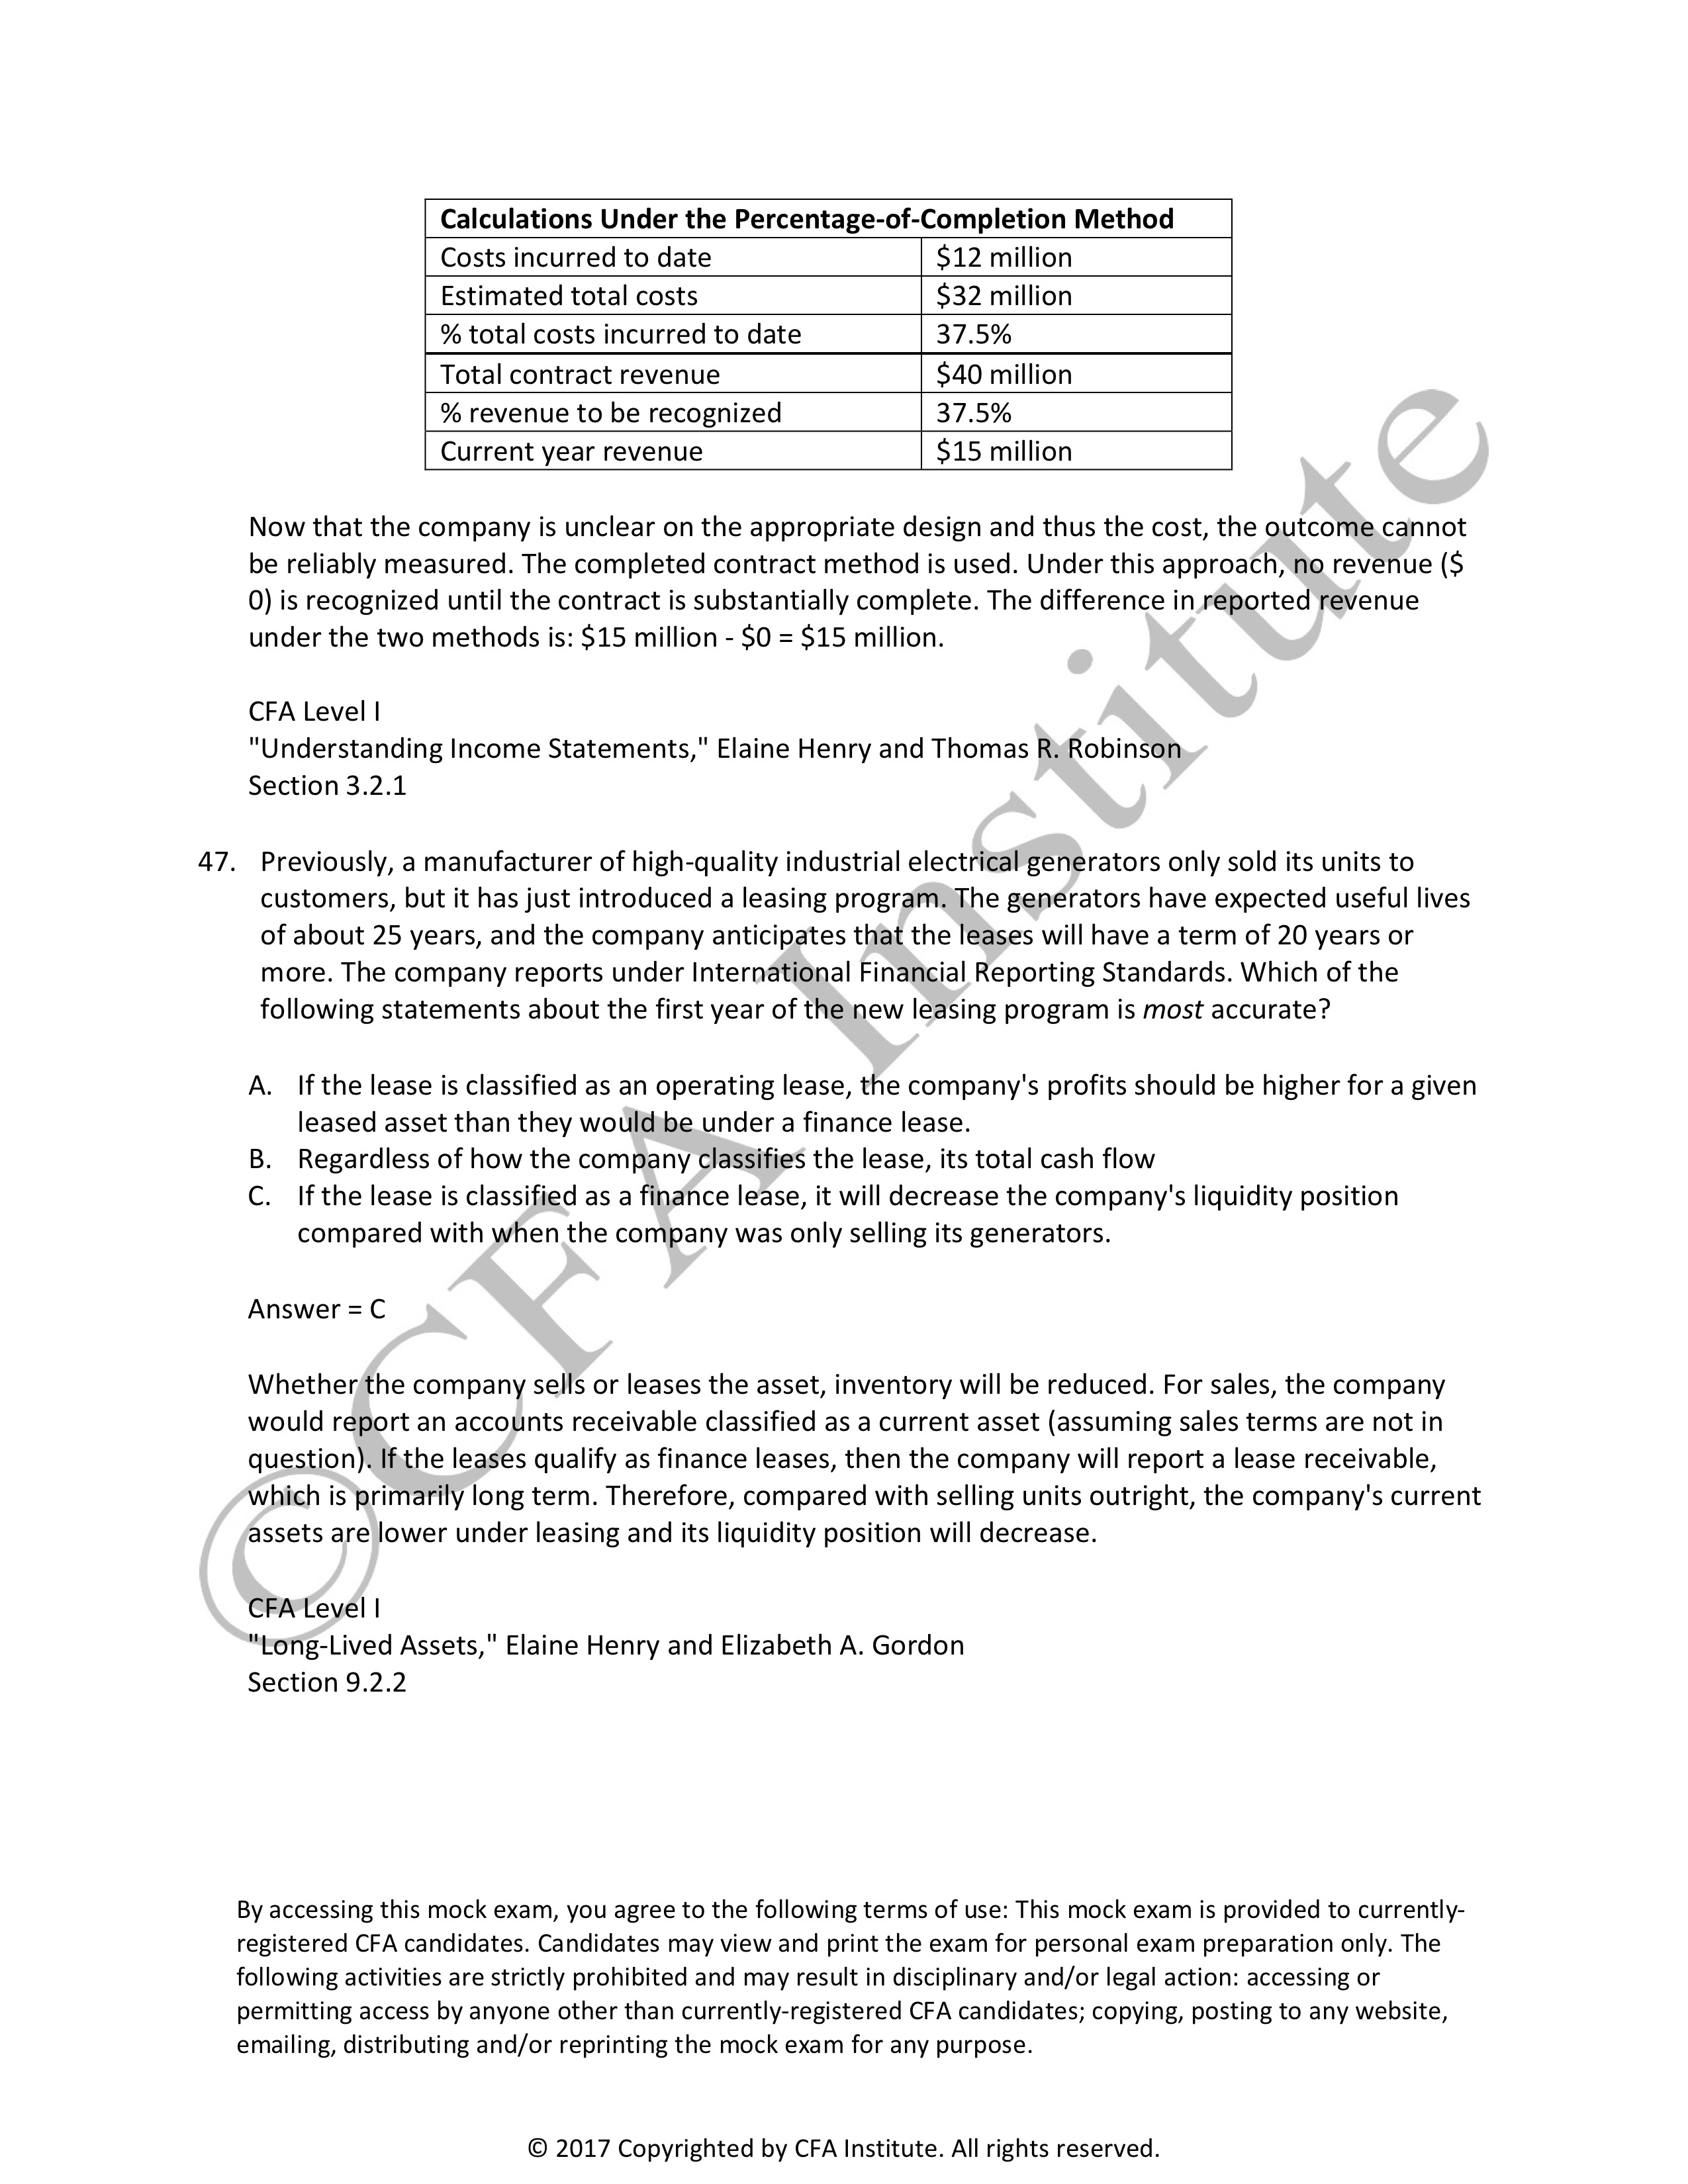 Calculations Under the Percentage-of-Completion Method
Costs incurred to date $12 million
Estimated total costs $32 million
% total costs incurred to date 37.5%
Total contract revenue $40 million
% revenue to be recognized 37.5%
Current year revenue $15 million
Now that the company is unclear on the appropriate design and thus the cost, the outcome cannot
be reliably measured. The completed contract method is used. Under this approach, no revenue ($
0) is recognized until the contract is substantially complete. The difference in reported revenue
under the two methods is: $15 million - $0 = $15 million.
CFA Level I
"Understanding Income Statements," Elaine Henry and Thomas R. Robinson
Section 3.2.1
47. Previously, a manufacturer of high-quality industrial electrical generators only sold its units to
customers, but it has just introduced a leasing program. The generators have expected useful lives
of about 25 years, and the company anticipates that the leases will have a term of 20 years or
more. The company reports under International Financial Reporting Standards. Which of the
following statements about the first year of the new leasing program is most accurate?
A. If the lease is classified as an operating lease, the company's profits should be higher for a given
leased asset than they would be under a finance lease.
B. Regardless of how the company classifies the lease, its total cash flow
C. If the lease is classified as a finance lease, it will decrease the company's liquidity position
compared with when the company was only selling its generators.
Answer = C
Whether the company sells or leases the asset, inventory will be reduced. For sales, the company
would report an accounts receivable classified as a current asset (assuming sales terms are not in
question). If the leases qualify as finance leases, then the company will report a lease receivable,
which is primarily long term. Therefore, compared with selling units outright, the company's current
assets are lower under leasing and its liquidity position will decrease.
CFA Level I
"Long-Lived Assets," Elaine Henry and Elizabeth A. Gordon
Section 9.2.2
By accessing this mock exam, you agree to the following terms of use: This mock exam is provided to currently-
registered CFA candidates. Candidates may view and print the exam for personal exam preparation only. The
following activities are strictly prohibited and may result in disciplinary and/or legal action: accessing or
permitting access by anyone other than currently-registered CFA candidates; copying, posting to any website,
emailing, distributing and/or reprinting the mock exam for any purpose.
© 2017 Copyrighted by CFA Institute. All rights reserved.
© CFA Institute